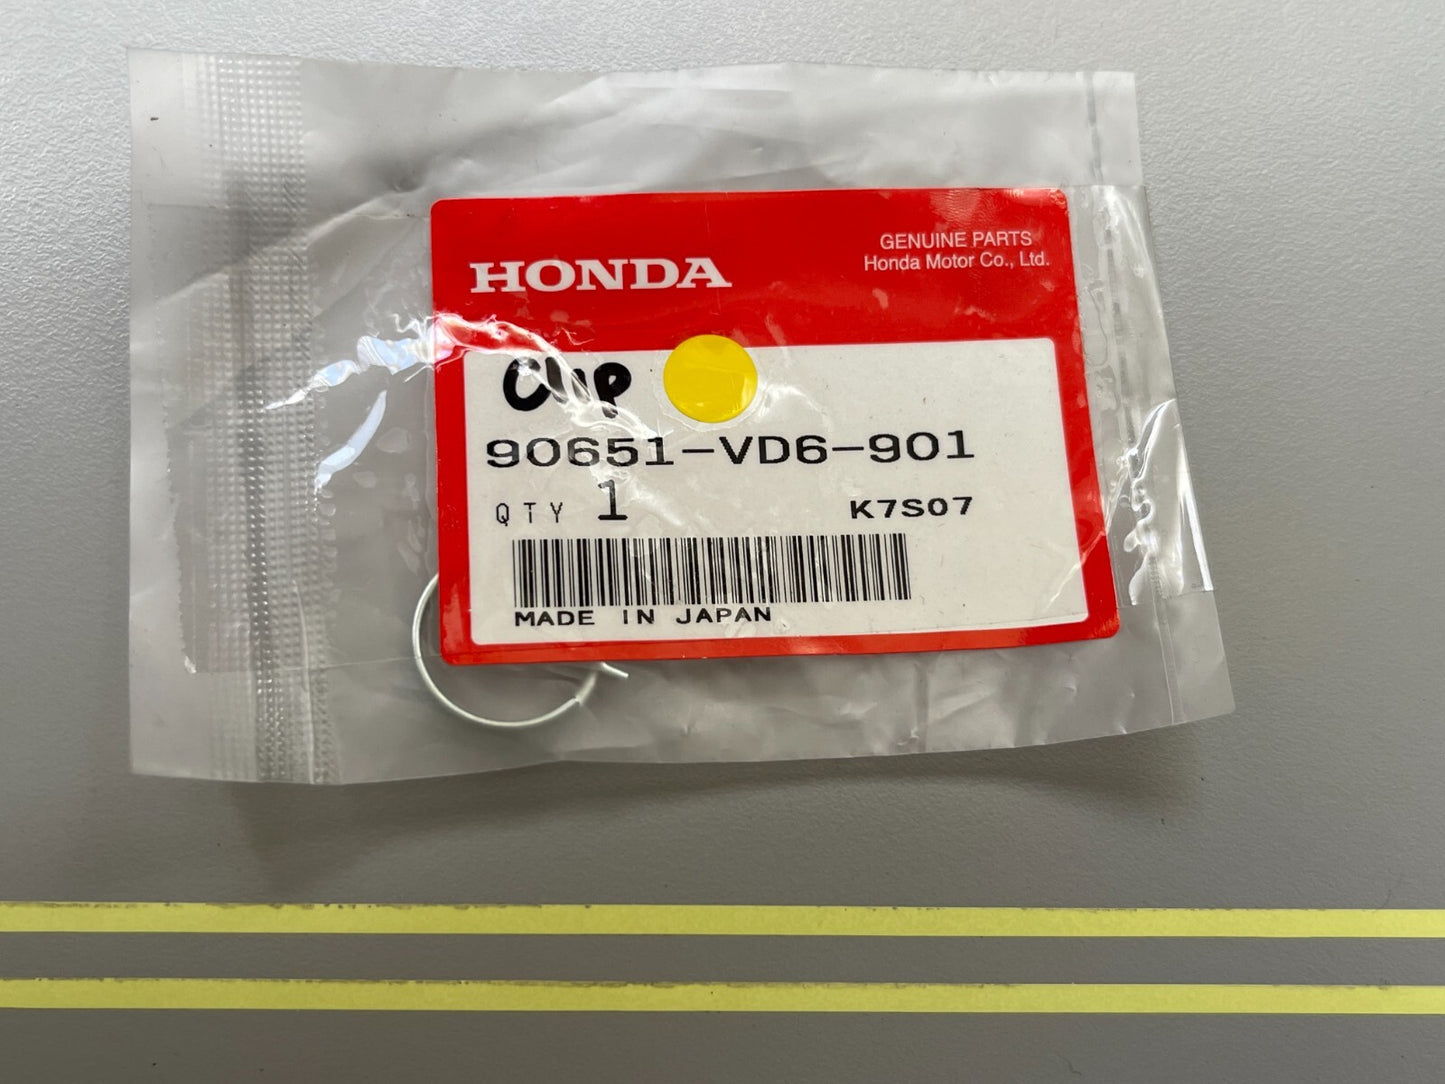 HONDA
GENUINE PARTS
Honda Motor Co., Ltd.
CLIP
90651-VD6-901
QTY 1 K7S07
MADE IN JAPAN